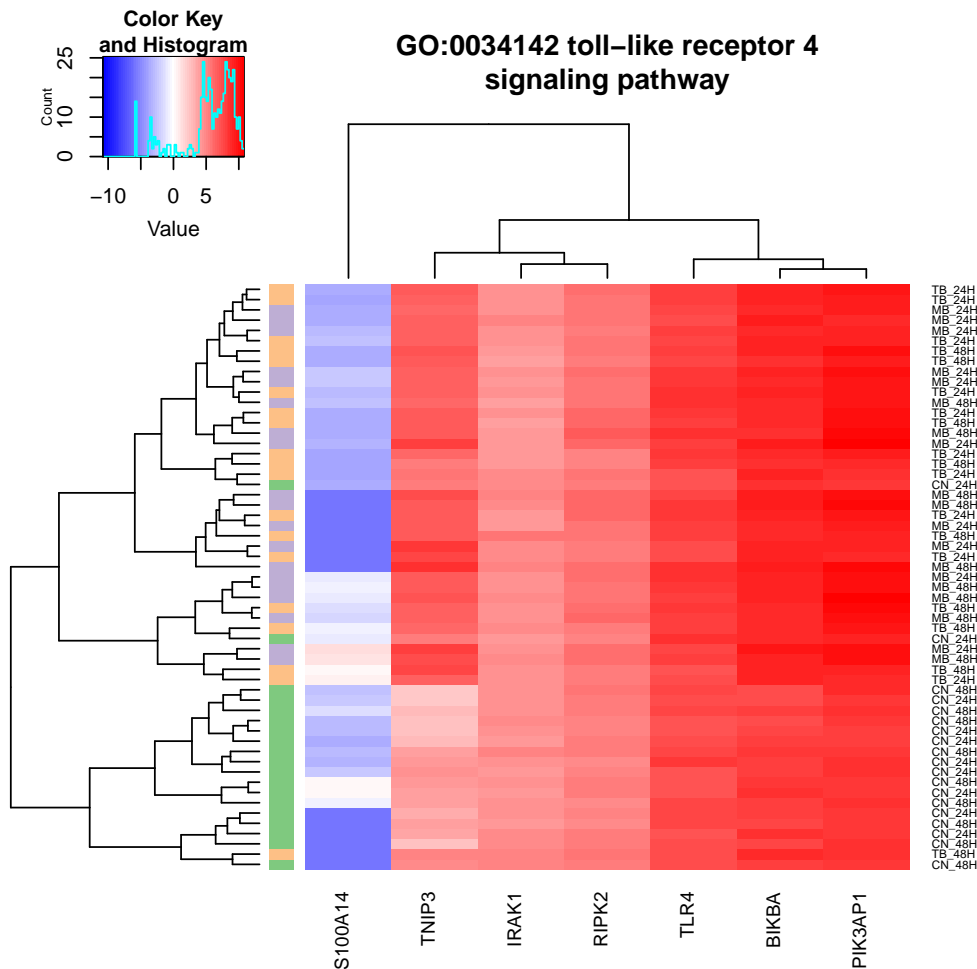 Color Key
and Histogram
GO:0034142 toll−like receptor 4
signaling pathway
Count
0 10 25
−10 0 5
Value
TB_24H
TB_24H
MB_24H
MB_24H
MB_24H
TB_24H
TB_48H
TB_48H
MB_24H
MB_24H
TB_24H
MB_48H
TB_24H
TB_48H
MB_48H
MB_24H
TB_24H
TB_48H
TB_24H
CN_24H
MB_48H
MB_48H
TB_24H
MB_24H
TB_48H
MB_24H
TB_24H
MB_48H
MB_24H
MB_48H
MB_48H
TB_48H
MB_48H
TB_48H
CN_24H
MB_24H
MB_48H
TB_48H
TB_24H
CN_48H
CN_24H
CN_48H
CN_48H
CN_24H
CN_24H
CN_48H
CN_24H
CN_24H
CN_48H
CN_24H
CN_48H
CN_24H
CN_48H
CN_24H
CN_48H
TB_48H
CN_48H
S100A14
TNIP3
IRAK1
RIPK2
TLR4
BIKBA
PIK3AP1